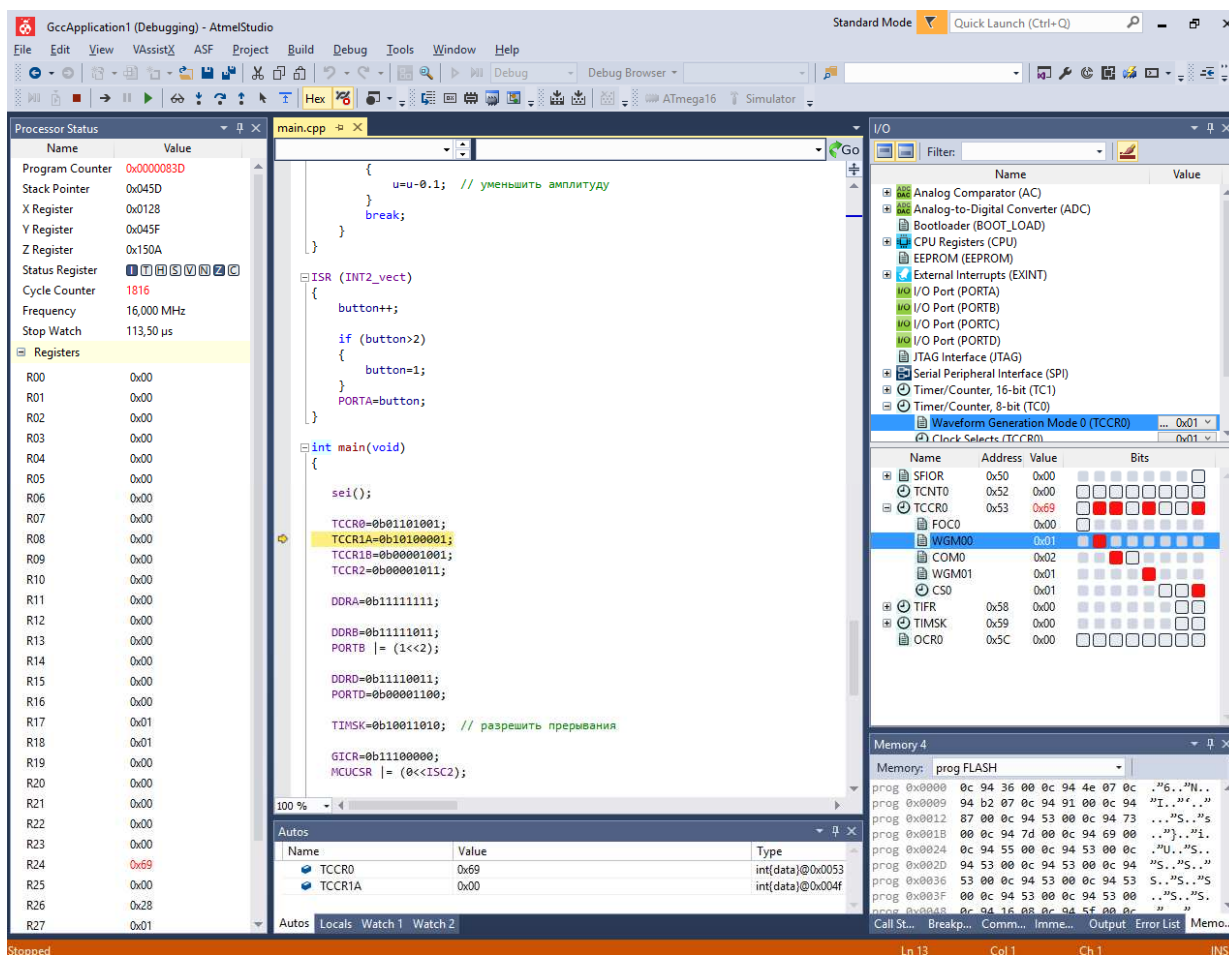 GccApplication1 (Debugging) - AtmelStudio
Standard Mode
Quick Launch (Ctrl+Q)
File Edit View VAssistX ASF Project Build Debug Tools Window Help
Debug Debug Browser
Hex ATmega16 Simulator
Processor Status
Name Value
Program Counter 0x0000083D
Stack Pointer 0x045D
X Register 0x0128
Y Register 0x045F
Z Register 0x150A
Status Register I T H S V N Z C
Cycle Counter 1816
Frequency 16,000 MHz
Stop Watch 113,50 µs
Registers
R00 0x00
R01 0x00
R02 0x00
R03 0x00
R04 0x00
R05 0x00
R06 0x00
R07 0x00
R08 0x00
R09 0x00
R10 0x00
R11 0x00
R12 0x00
R13 0x00
R14 0x00
R15 0x00
R16 0x00
R17 0x01
R18 0x01
R19 0x00
R20 0x00
R21 0x00
R22 0x00
R23 0x00
R24 0x69
R25 0x00
R26 0x28
R27 0x01
main.cpp
Go
{
u=u-0.1; // уменьшить амплитуду
}
break;
}
}
ISR (INT2_vect)
{
button++;
if (button>2)
{
button=1;
}
PORTA=button;
}
int main(void)
{
sei();
TCCR0=0b01101001;
TCCR1A=0b10100001;
TCCR1B=0b00001001;
TCCR2=0b00001011;
DDRA=0b11111111;
DDRB=0b11111011;
PORTB |= (1<<2);
DDRD=0b11110011;
PORTD=0b00001100;
TIMSK=0b10011010; // разрешить прерывания
GICR=0b11100000;
MCUCSR |= (0<<ISC2);
100 %
Autos
Name Value Type
TCCR0 0x69 int{data}@0x0053
TCCR1A 0x00 int{data}@0x004f
Autos Locals Watch 1 Watch 2
I/O
Filter:
Name Value
Analog Comparator (AC)
Analog-to-Digital Converter (ADC)
Bootloader (BOOT_LOAD)
CPU Registers (CPU)
EEPROM (EEPROM)
External Interrupts (EXINT)
I/O I/O Port (PORTA)
I/O I/O Port (PORTB)
I/O I/O Port (PORTC)
I/O I/O Port (PORTD)
JTAG Interface (JTAG)
Serial Peripheral Interface (SPI)
Timer/Counter, 16-bit (TC1)
Timer/Counter, 8-bit (TC0)
Waveform Generation Mode 0 (TCCR0) ... 0x01
Clock Selects (TCCR0) 0x01
Name Address Value Bits
SFIOR 0x50 0x00
TCNT0 0x52 0x00
TCCR0 0x53 0x69
FOC0 0x00
WGM00 0x01
COM0 0x02
WGM01 0x01
CS0 0x01
TIFR 0x58 0x00
TIMSK 0x59 0x00
OCR0 0x5C 0x00
Memory 4
Memory: prog FLASH
prog 0x0000 0c 94 36 00 0c 94 4e 07 0c ."6.."N..
prog 0x0009 94 b2 07 0c 94 91 00 0c 94
prog 0x0012 87 00 0c 94 53 00 0c 94 73 ..."S.."s
prog 0x001B 00 0c 94 7d 00 0c 94 69 00 .."}.."i.
prog 0x0024 0c 94 55 00 0c 94 53 00 0c ."U.."S..
prog 0x002D 94 53 00 0c 94 53 00 0c 94 "S.."S.."
prog 0x0036 53 00 0c 94 53 00 0c 94 53 S.."S.."S
prog 0x003F 00 0c 94 53 00 0c 94 53 00 .."S.."S.
prog 0x0048 0c 94 16 08 0c 94 5f 00 0c
Call St... Breakp... Comm... Imme... Output Error List Memo...
Stopped Ln 13 Col 1 Ch 1 INS